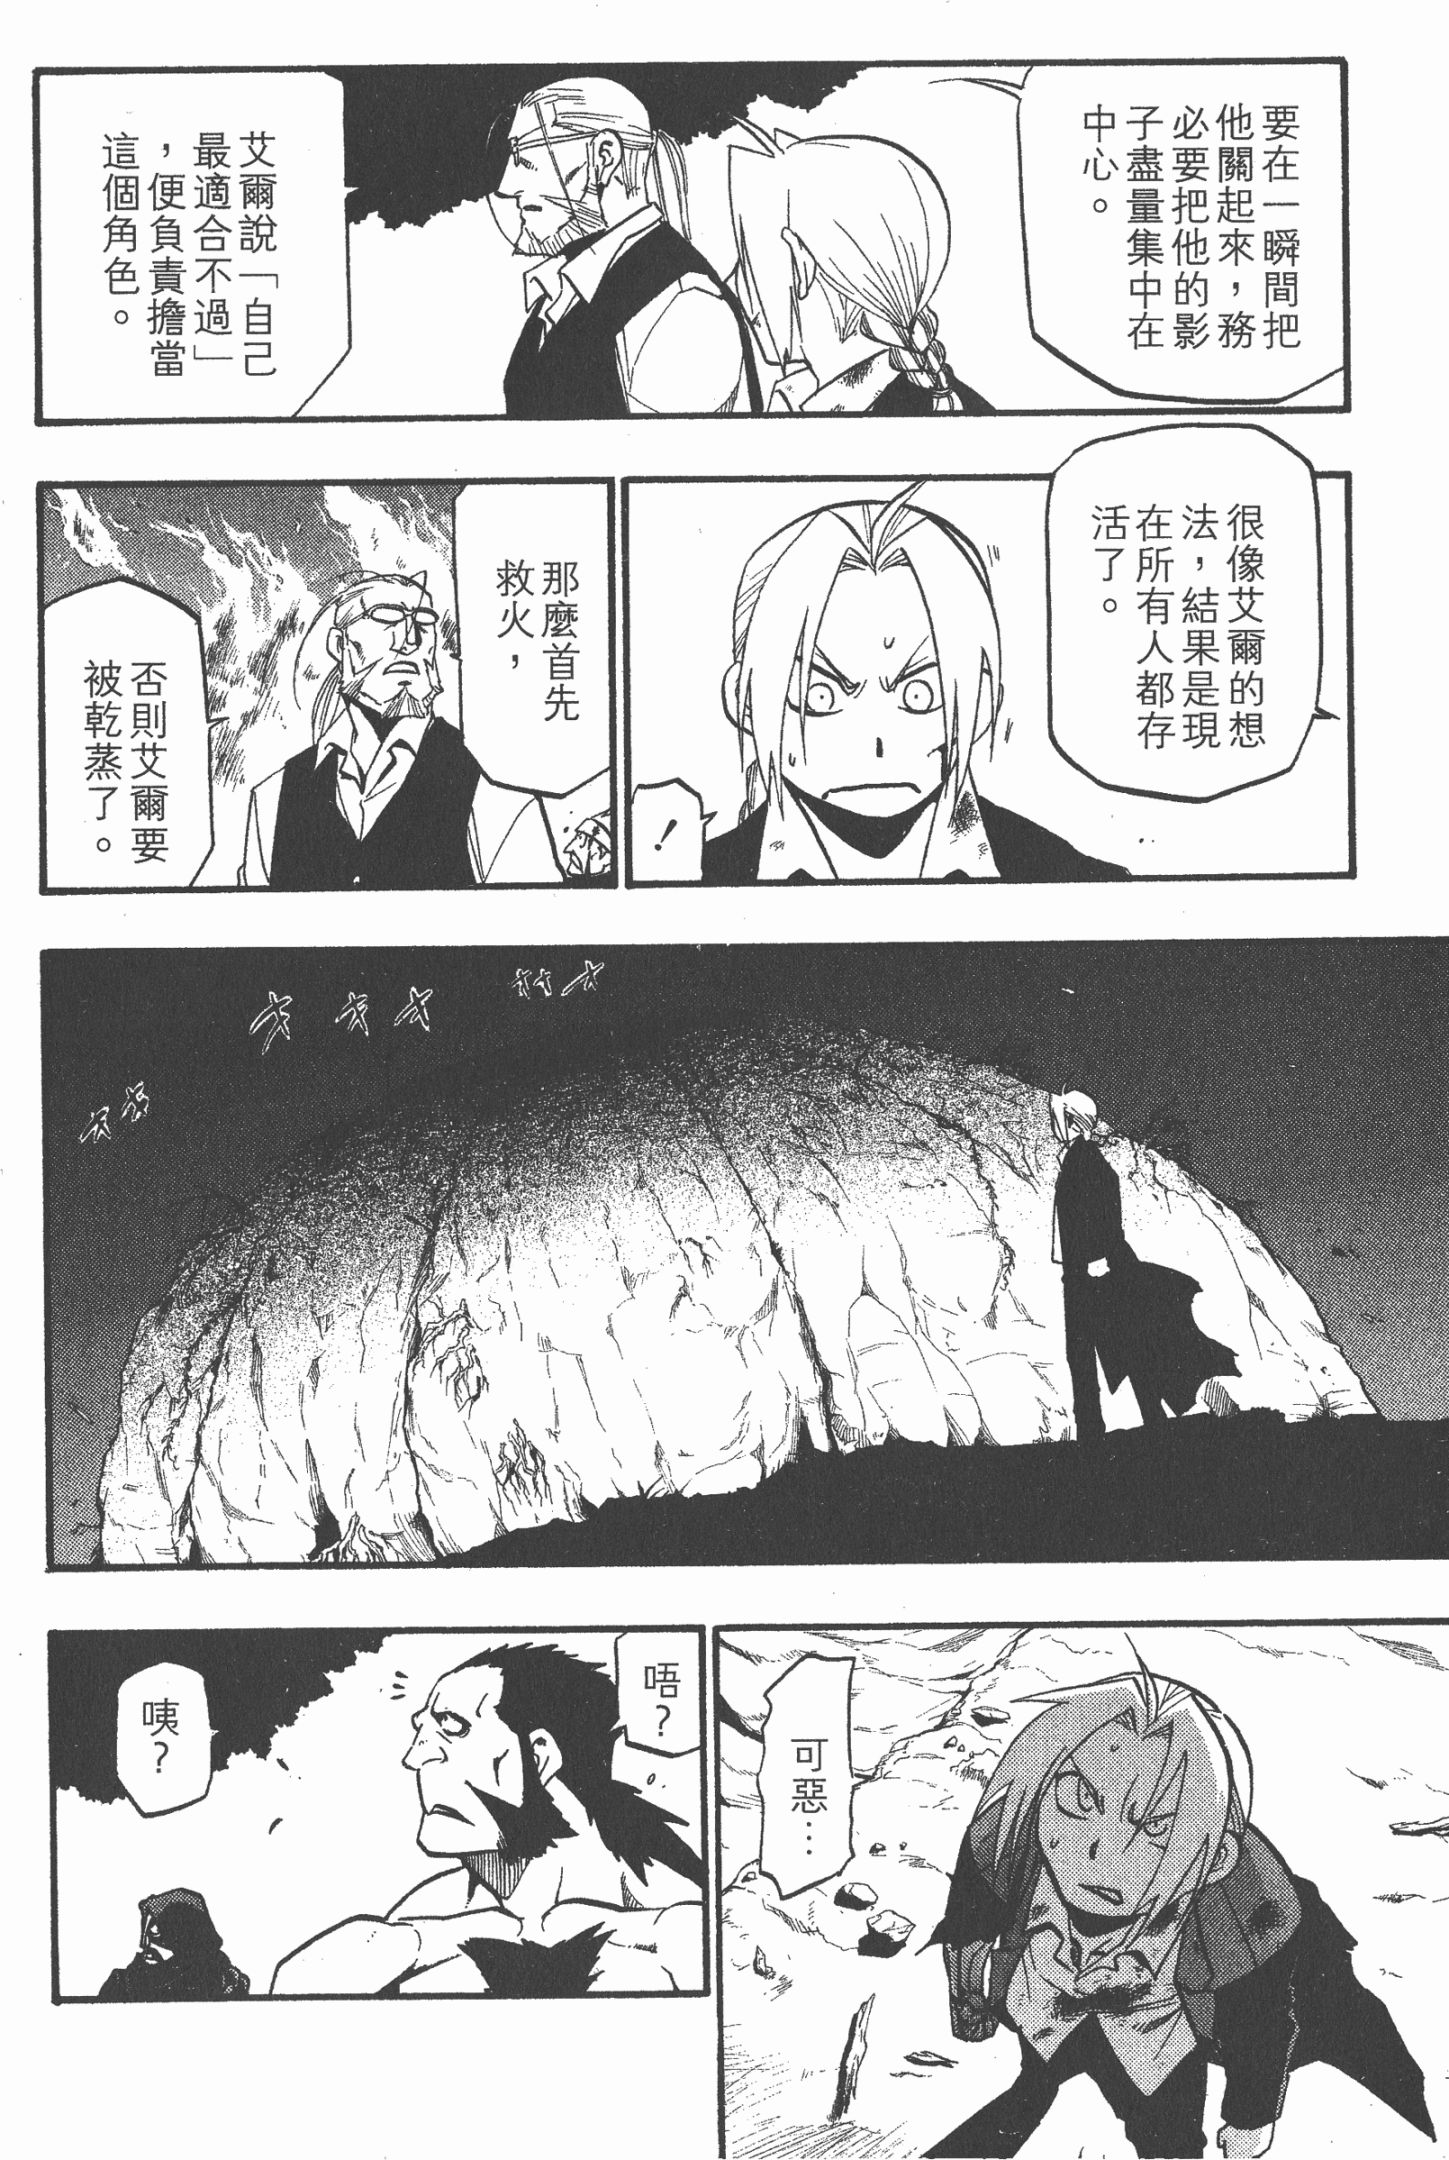 要在一瞬間把
他關起來，務
必要把他的影
子盡量集中在
中心。
艾爾說「自己
最適合不過」
，便負責擔當
這個角色。
很像艾爾的想
法，結果是現
在所有人都存
活了。
！
那麼首先
救火，
否則艾爾要
被乾蒸了。
可惡…
唔？
咦？